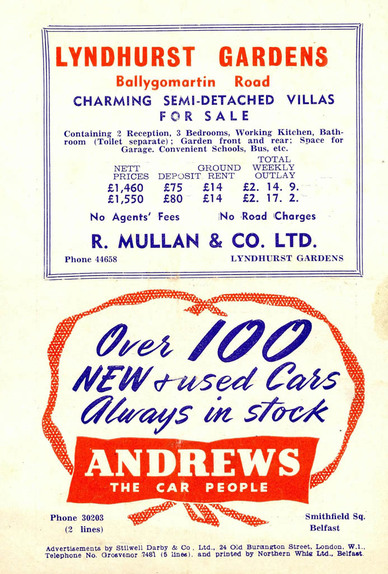 LYNDHURST GARDENS
Ballygomartin Road
CHARMING SEMI-DETACHED VILLAS
FOR SALE
Containing 2 Reception, 3 Bedrooms, Working Kitchen, Bath-
room (Toilet separate); Garden front and rear; Space for
Garage. Convenient Schools, Bus, etc.
NETT PRICES DEPOSIT GROUND RENT TOTAL WEEKLY OUTLAY
£1,460 £75 £14 £2. 14. 9.
£1,550 £80 £14 £2. 17. 2.
No Agents' Fees No Road Charges
R. MULLAN & CO. LTD.
Phone 44658 LYNDHURST GARDENS
Over 100
NEW & used Cars
Always in stock
ANDREWS
THE CAR PEOPLE
Phone 30203
(2 lines)
Smithfield Sq.
Belfast
Advertisements by Stilwell Darby & Co., Ltd., 24 Old Burlington Street, London, W.1.,
Telephone No. Grosvenor 7481 (5 lines), and printed by Northern Whig Ltd., Belfast.